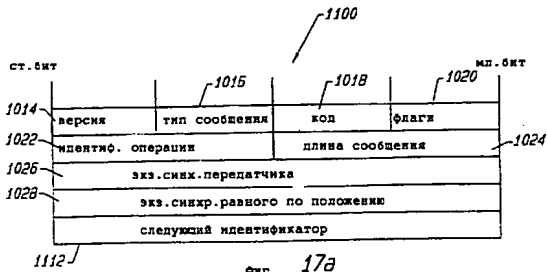 1100
ст.бит
мл.бит
1016
1018
1020
1014
версия
тип сообщения
код
флаги
1022
идентиф. операции
длина сообщения
1024
1026
экз.синх.передатчика
1028
экз.синхр.равного по положению
следующий идентификатор
1112
фиг. 17а